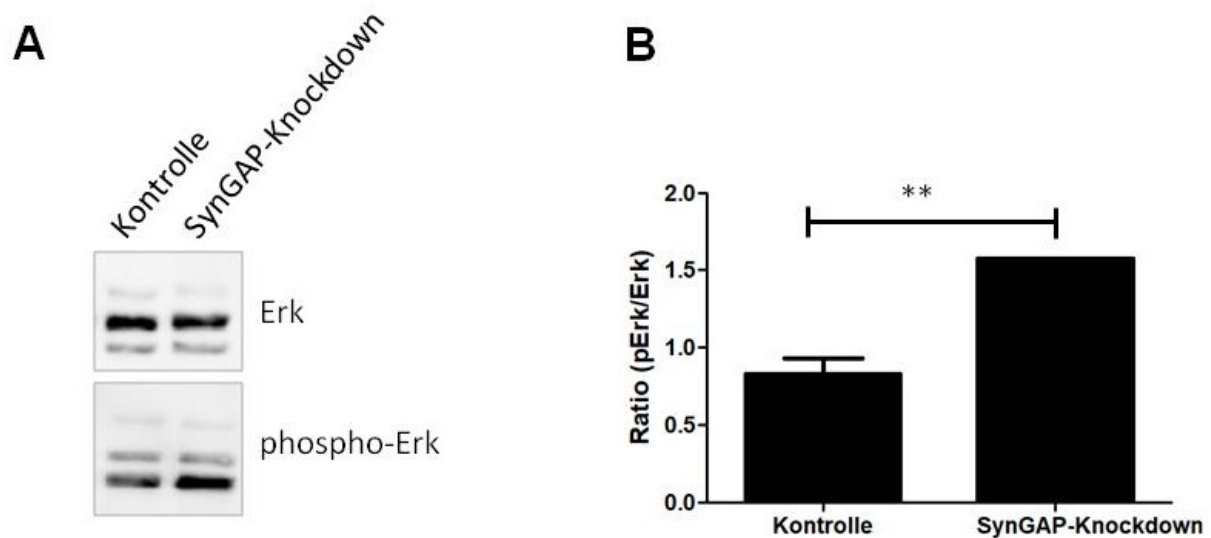 A
Kontrolle
SynGAP-Knockdown
Erk
phospho-Erk
B
**
Ratio (pErk/Erk)
2.0
1.5
1.0
0.5
0.0
Kontrolle
SynGAP-Knockdown